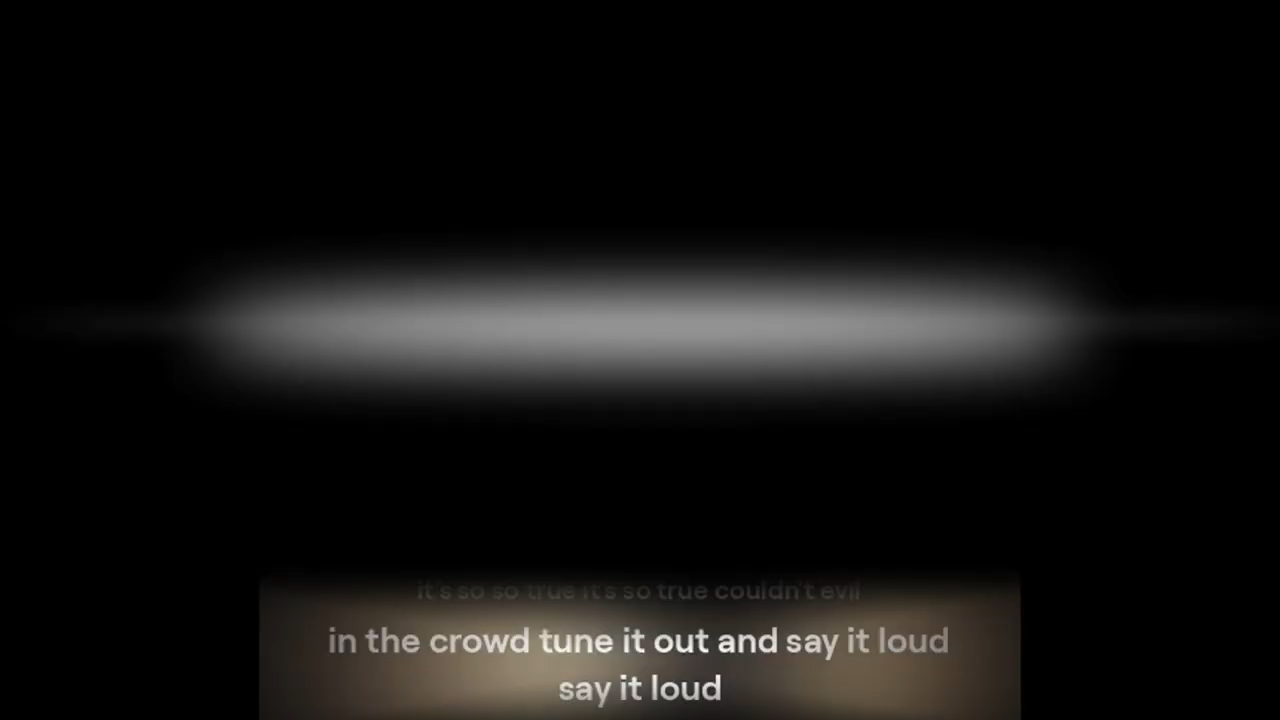 it's so so true it's so true couldn't evil
in the crowd tune it out and say it loud
say it loud